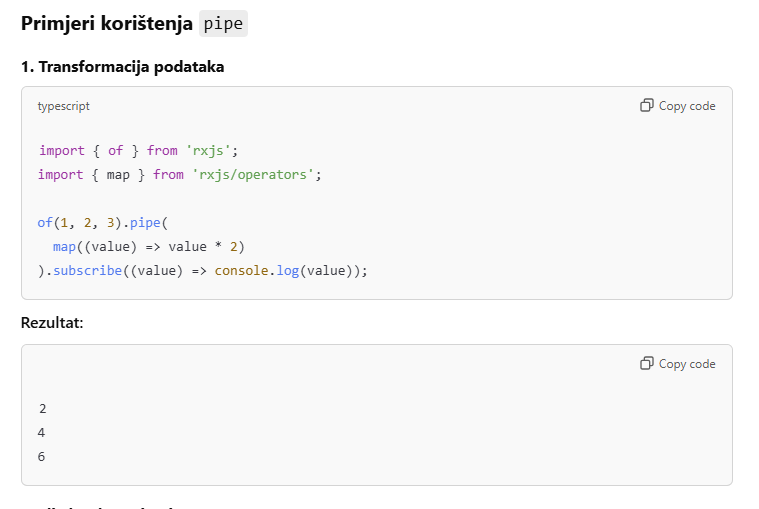 Primjeri korištenja pipe
1. Transformacija podataka
typescript
Copy code
import { of } from 'rxjs';
import { map } from 'rxjs/operators';
of(1, 2, 3).pipe(
  map((value) => value * 2)
).subscribe((value) => console.log(value));
Rezultat:
Copy code
2
4
6